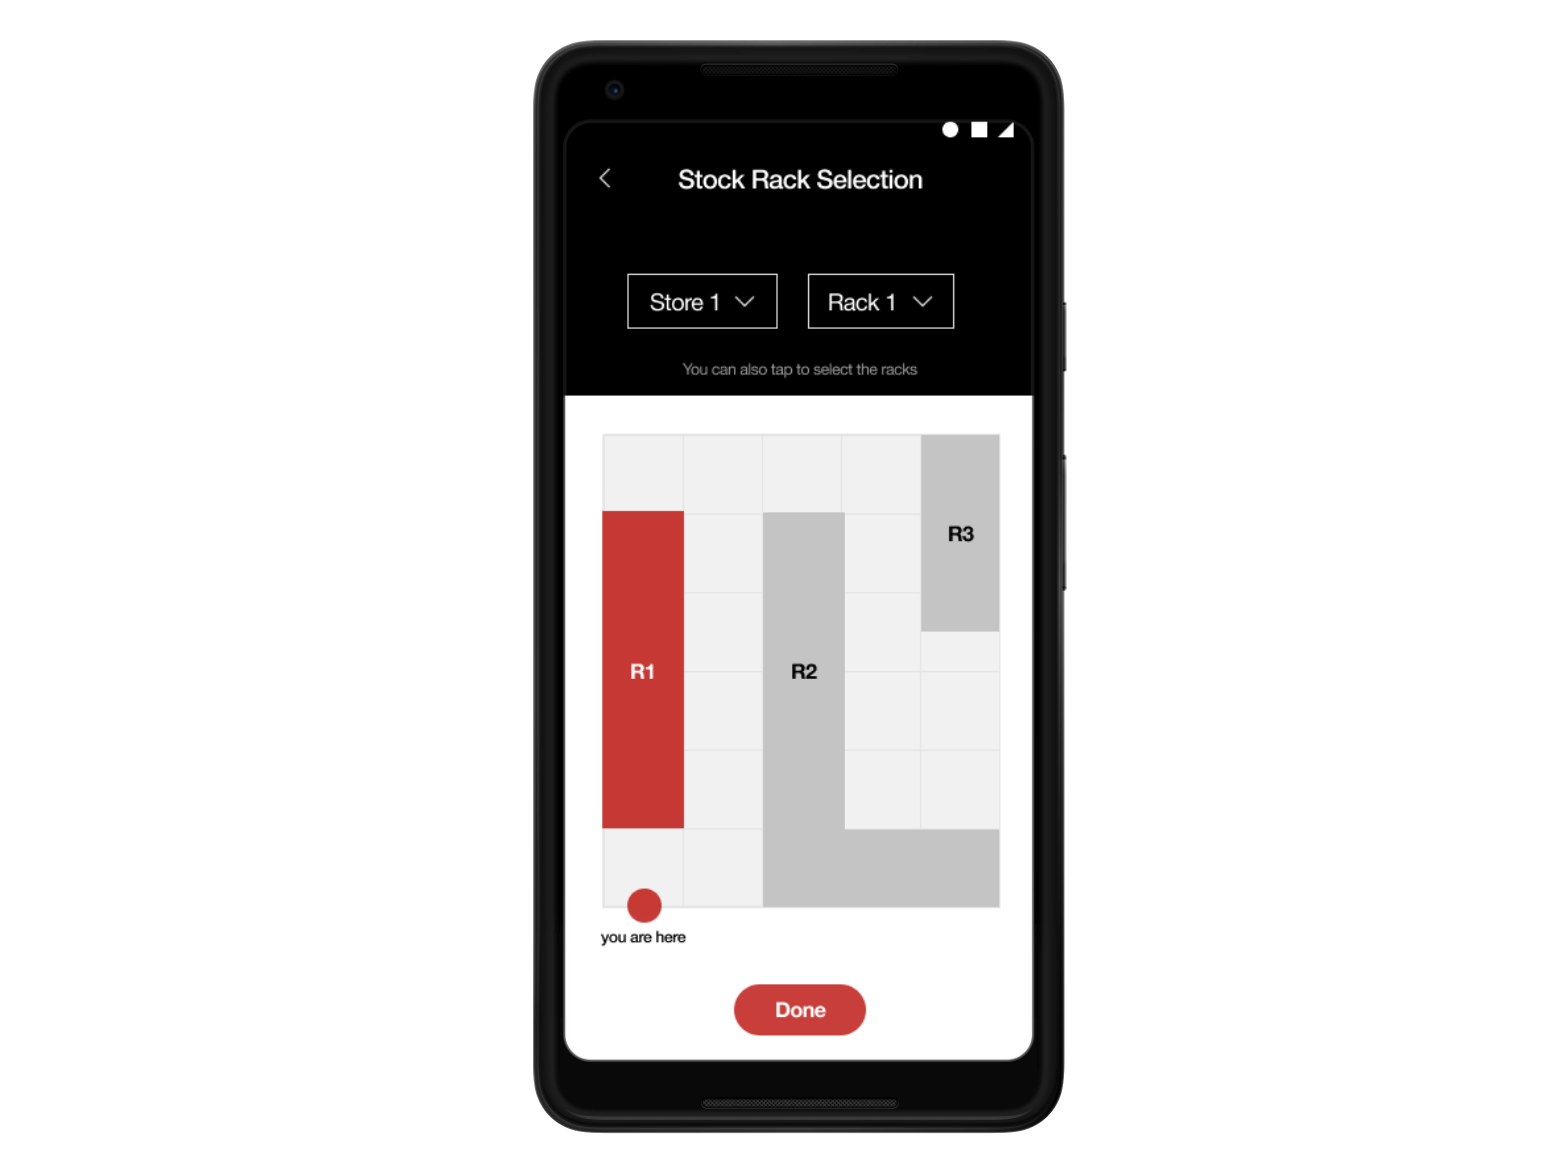 Stock Rack Selection
Store 1
Rack 1
You can also tap to select the racks
R3
R1
R2
you are here
Done